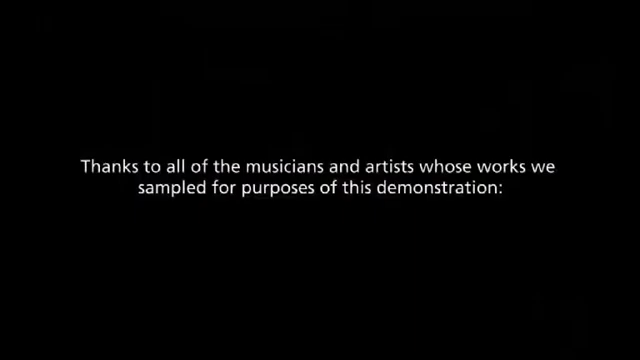 Thanks to all of the musicians and artists whose works we
sampled for purposes of this demonstration: